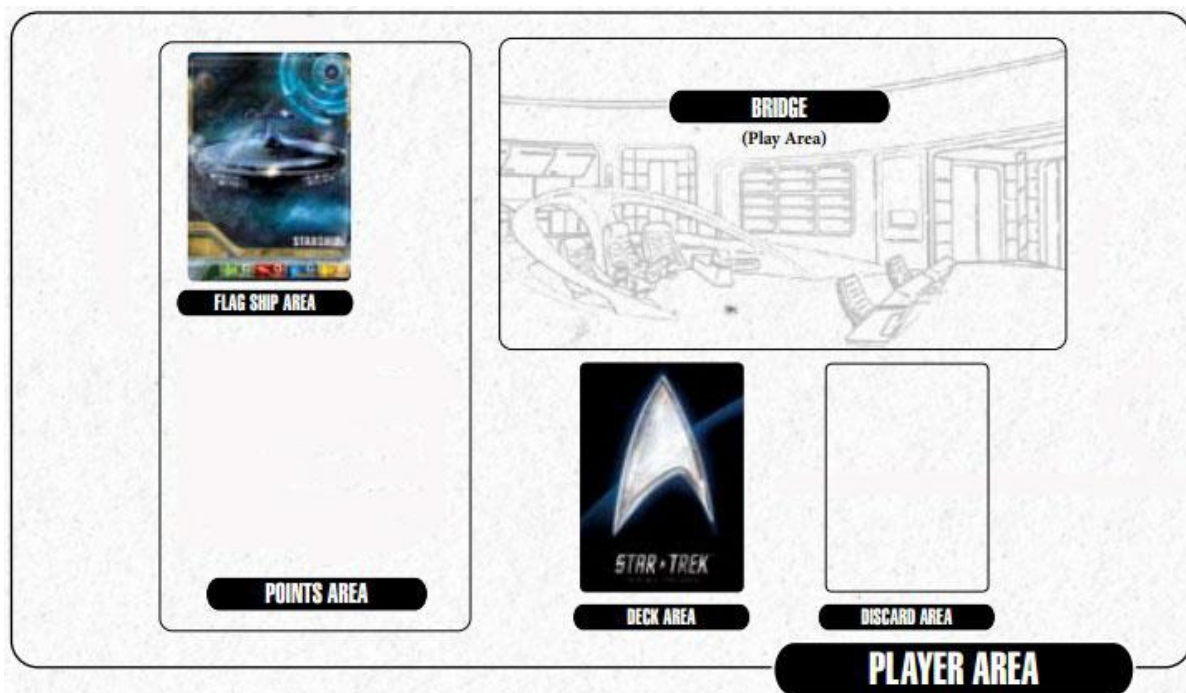 BRIDGE
(Play Area)
STARSHIP
FLAG SHIP AREA
POINTS AREA
STAR TREK
DECK AREA
DISCARD AREA
PLAYER AREA